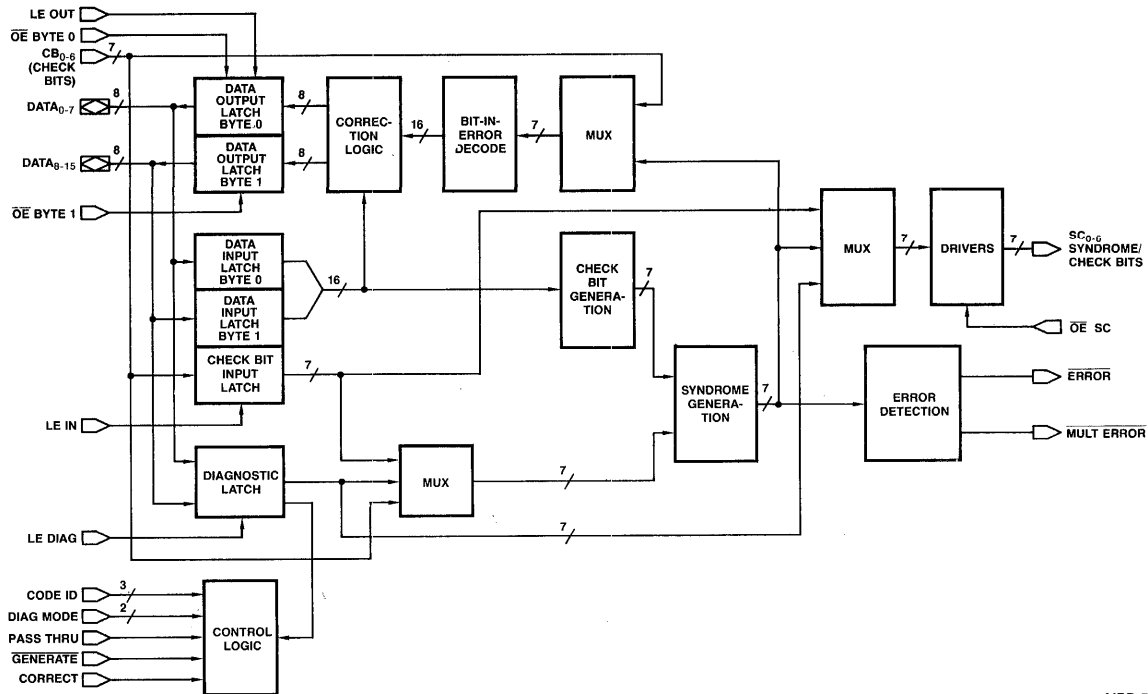 LE OUT
OE BYTE 0
CB0-6
(CHECK
BITS)
7
DATA0-7
8
DATA8-15
8
OE BYTE 1
DATA
OUTPUT
LATCH
BYTE 0
DATA
OUTPUT
LATCH
BYTE 1
8
8
CORREC-
TION
LOGIC
16
BIT-IN-
ERROR
DECODE
7
MUX
DATA
INPUT
LATCH
BYTE 0
DATA
INPUT
LATCH
BYTE 1
CHECK BIT
INPUT
LATCH
16
7
CHECK
BIT
GENERA-
TION
7
MUX
7
DRIVERS
7
SC0-6
SYNDROME/
CHECK BITS
OE SC
SYNDROME
GENERA-
TION
7
ERROR
DETECTION
ERROR
MULT ERROR
LE IN
DIAGNOSTIC
LATCH
MUX
7
7
LE DIAG
CODE ID
3
DIAG MODE
2
PASS THRU
GENERATE
CORRECT
CONTROL
LOGIC